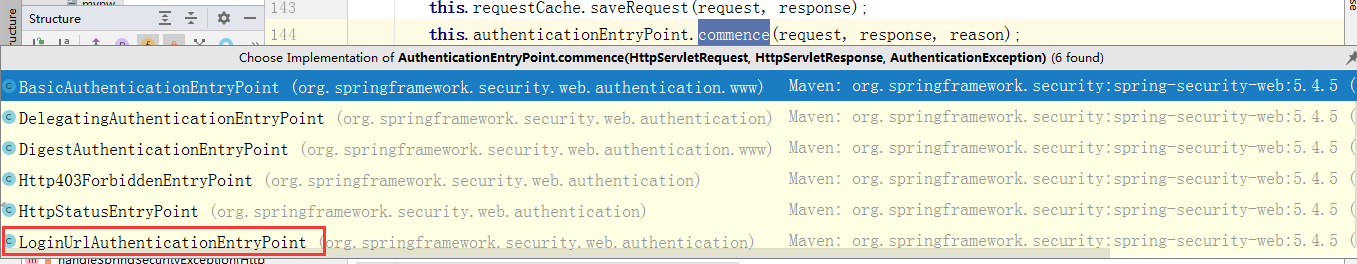 mvnw
ructure
Structure
143 this.requestCache.saveRequest(request, response);
144 this.authenticationEntryPoint.commence(request, response, reason);
Choose Implementation of AuthenticationEntryPoint.commence(HttpServletRequest, HttpServletResponse, AuthenticationException) (6 found)
BasicAuthenticationEntryPoint (org.springframework.security.web.authentication.www) Maven: org.springframework.security:spring-security-web:5.4.5 (
DelegatingAuthenticationEntryPoint (org.springframework.security.web.authentication) Maven: org.springframework.security:spring-security-web:5.4.5 (
DigestAuthenticationEntryPoint (org.springframework.security.web.authentication.www) Maven: org.springframework.security:spring-security-web:5.4.5 (
Http403ForbiddenEntryPoint (org.springframework.security.web.authentication) Maven: org.springframework.security:spring-security-web:5.4.5 (
HttpStatusEntryPoint (org.springframework.security.web.authentication) Maven: org.springframework.security:spring-security-web:5.4.5 (
LoginUrlAuthenticationEntryPoint (org.springframework.security.web.authentication) Maven: org.springframework.security:spring-security-web:5.4.5 (
handleSpringSecurityException(Http